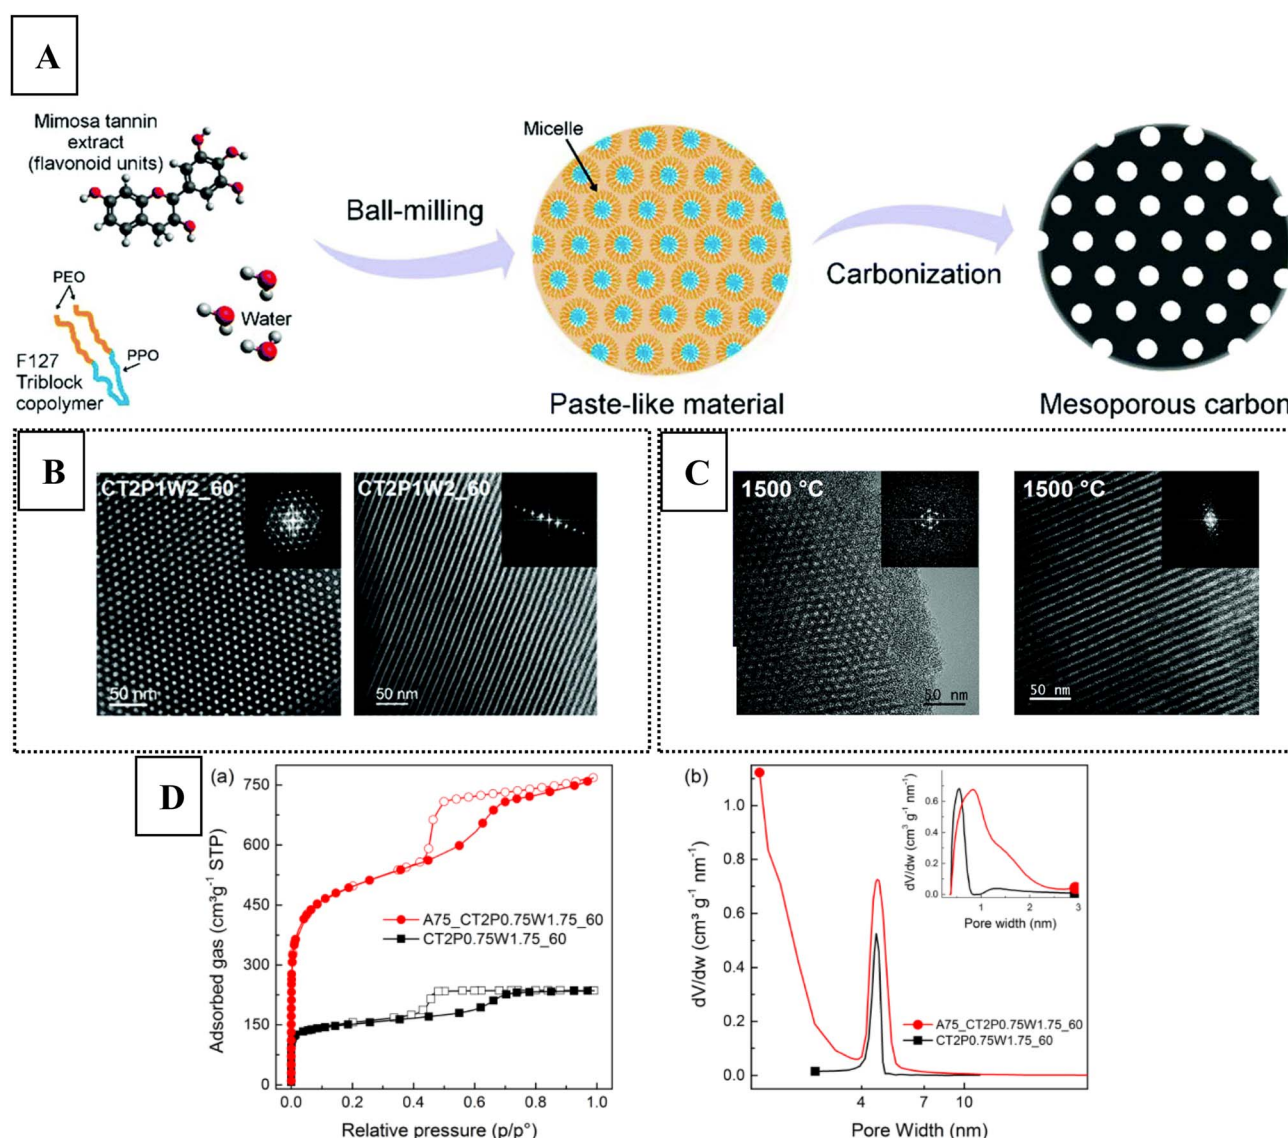 A
Mimosa tannin
extract
(flavonoid units)
PEO
Water
F127
Triblock
copolymer
PPO
Ball-milling
Micelle
Paste-like material
Carbonization
Mesoporous carbon
B
CT2P1W2_60
50 nm
CT2P1W2_60
50 nm
C
1500 °C
50 nm
1500 °C
50 nm
D
(a)
Adsorbed gas (cm³g⁻¹ STP)
750
600
450
300
150
0
A75_CT2P0.75W1.75_60
CT2P0.75W1.75_60
0.0 0.2 0.4 0.6 0.8 1.0
Relative pressure (p/p°)
(b)
dV/dw (cm³ g⁻¹ nm⁻¹)
1.0
0.8
0.6
0.4
0.2
0.0
dV/dw (cm³ g⁻¹ nm⁻¹)
0.6
0.4
0.2
0.0
1 2 3
Pore width (nm)
A75_CT2P0.75W1.75_60
CT2P0.75W1.75_60
4 7 10
Pore Width (nm)